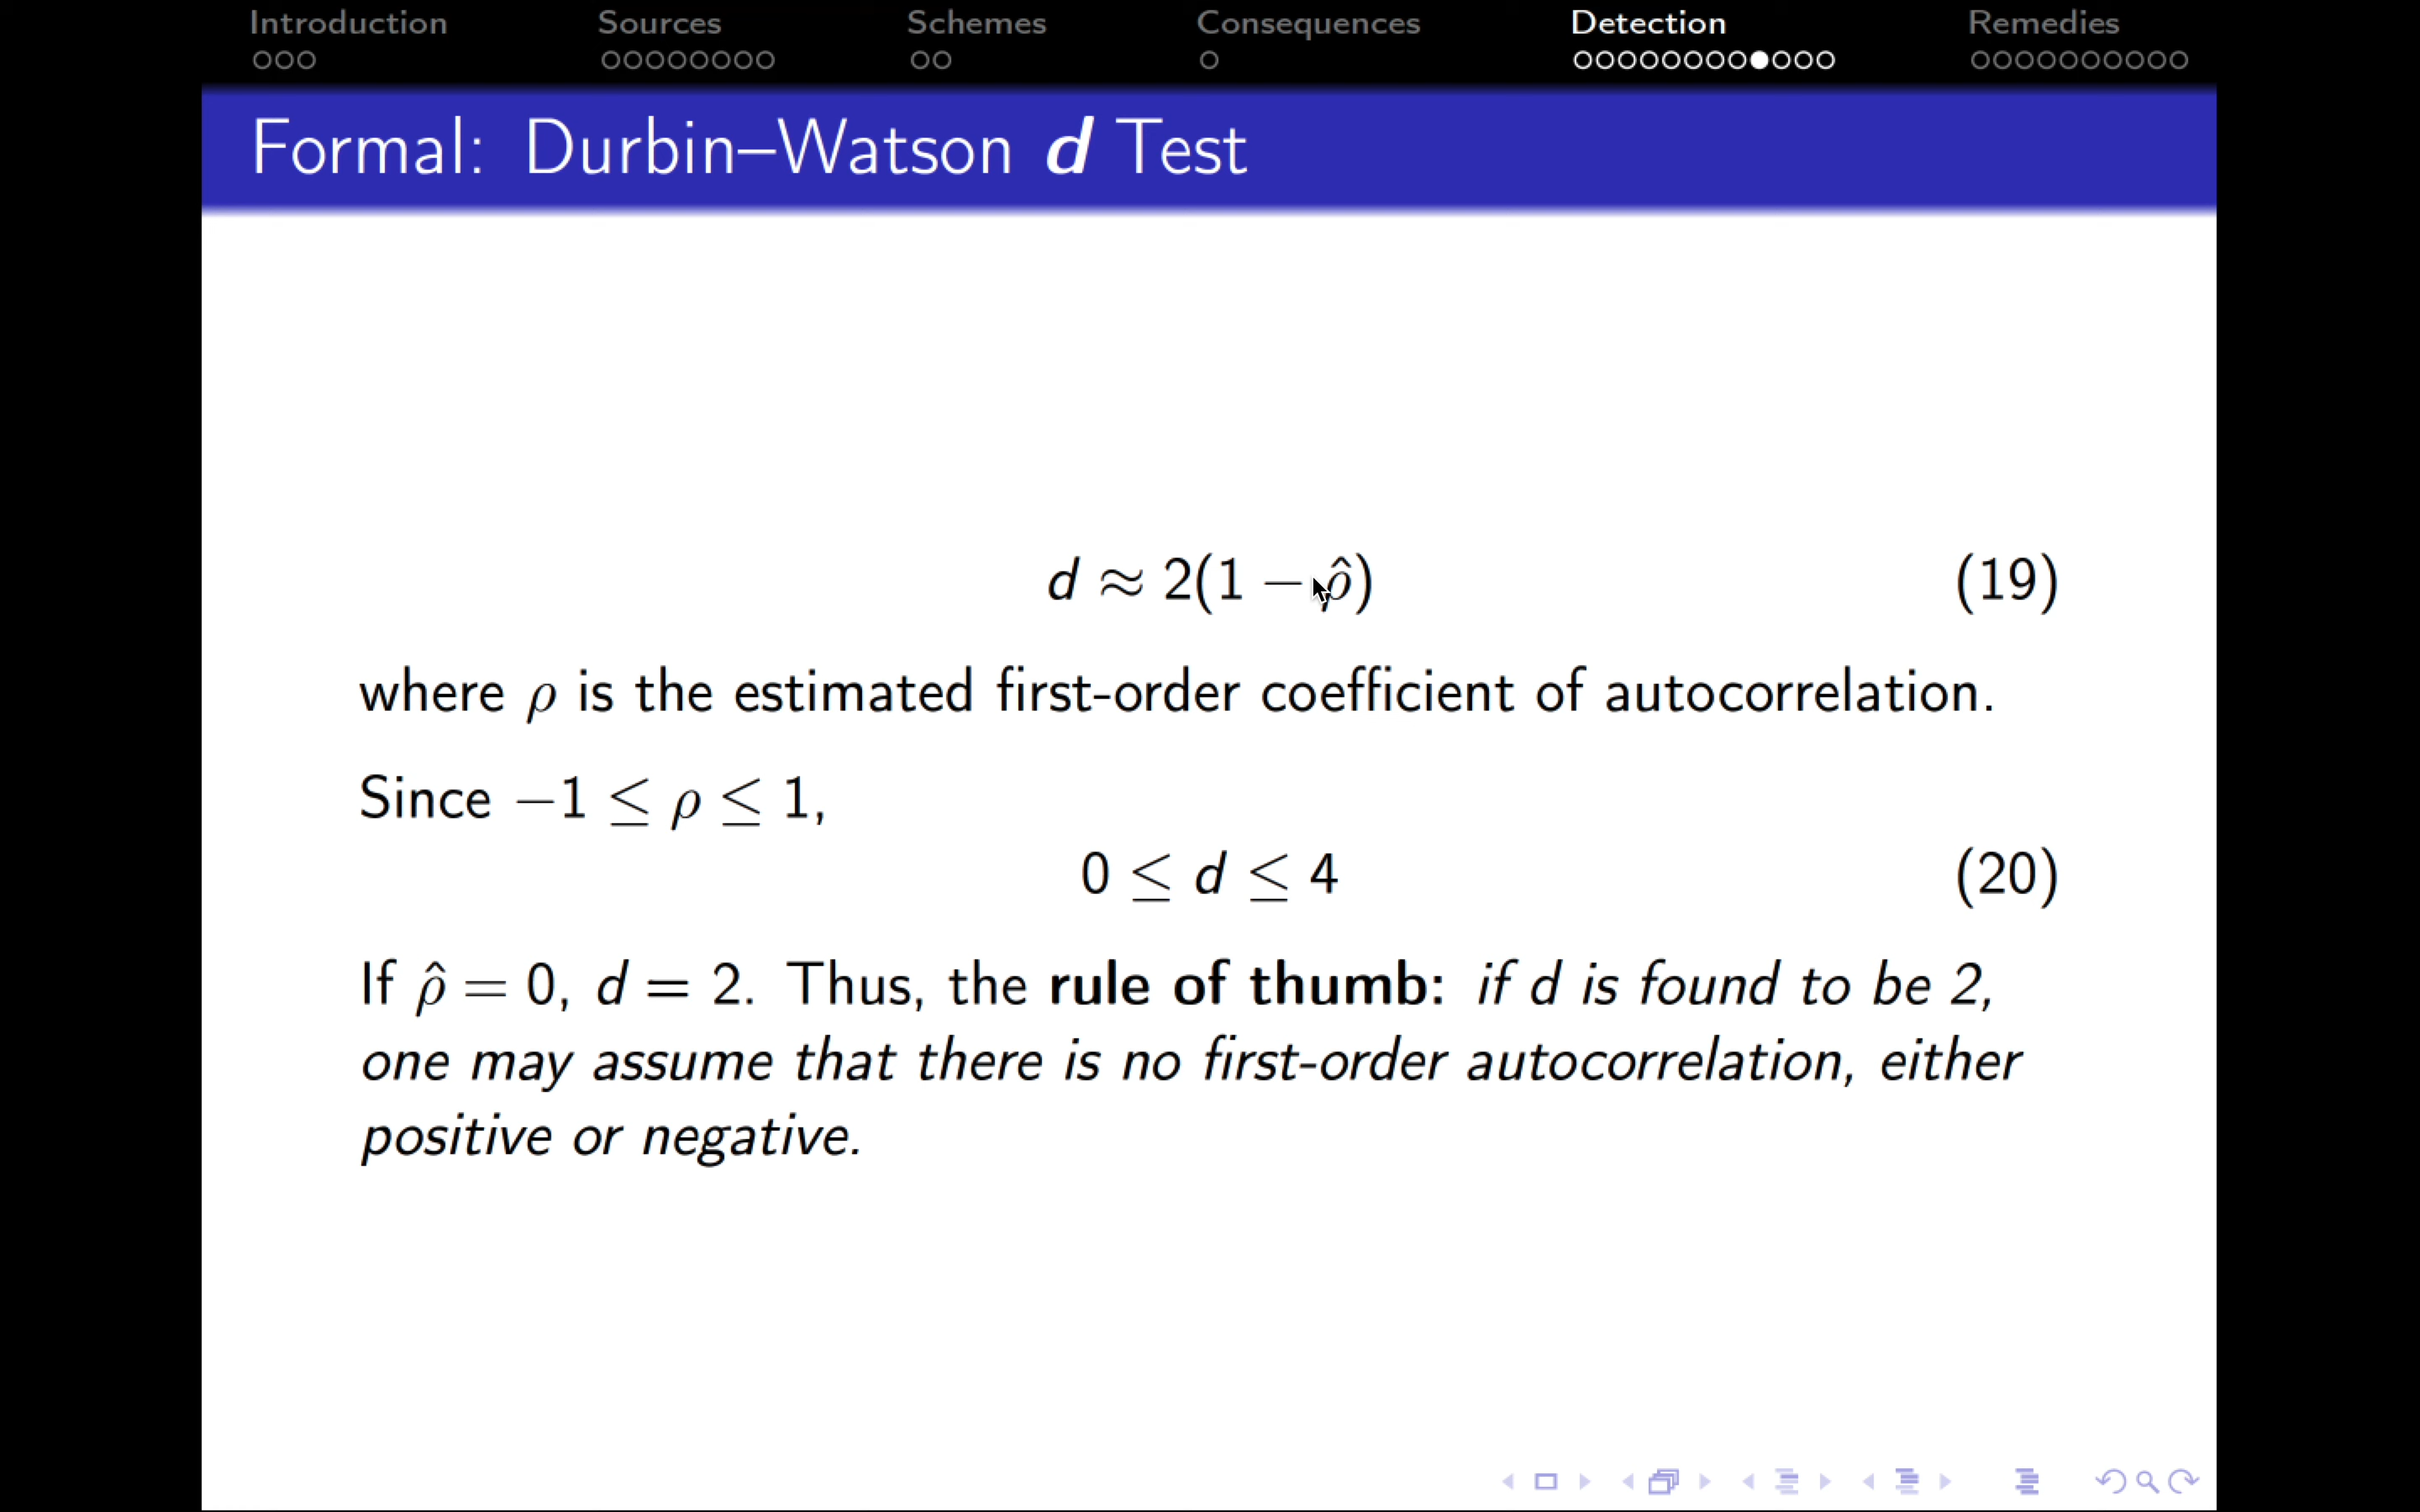 Introduction Sources Schemes Consequences Detection Remedies
Formal: Durbin–Watson d Test
d ≈ 2(1 − ρ̂) (19)
where ρ is the estimated first-order coefficient of autocorrelation.
Since −1 ≤ ρ ≤ 1,
0 ≤ d ≤ 4 (20)
If ρ̂ = 0, d = 2. Thus, the rule of thumb: if d is found to be 2,
one may assume that there is no first-order autocorrelation, either
positive or negative.